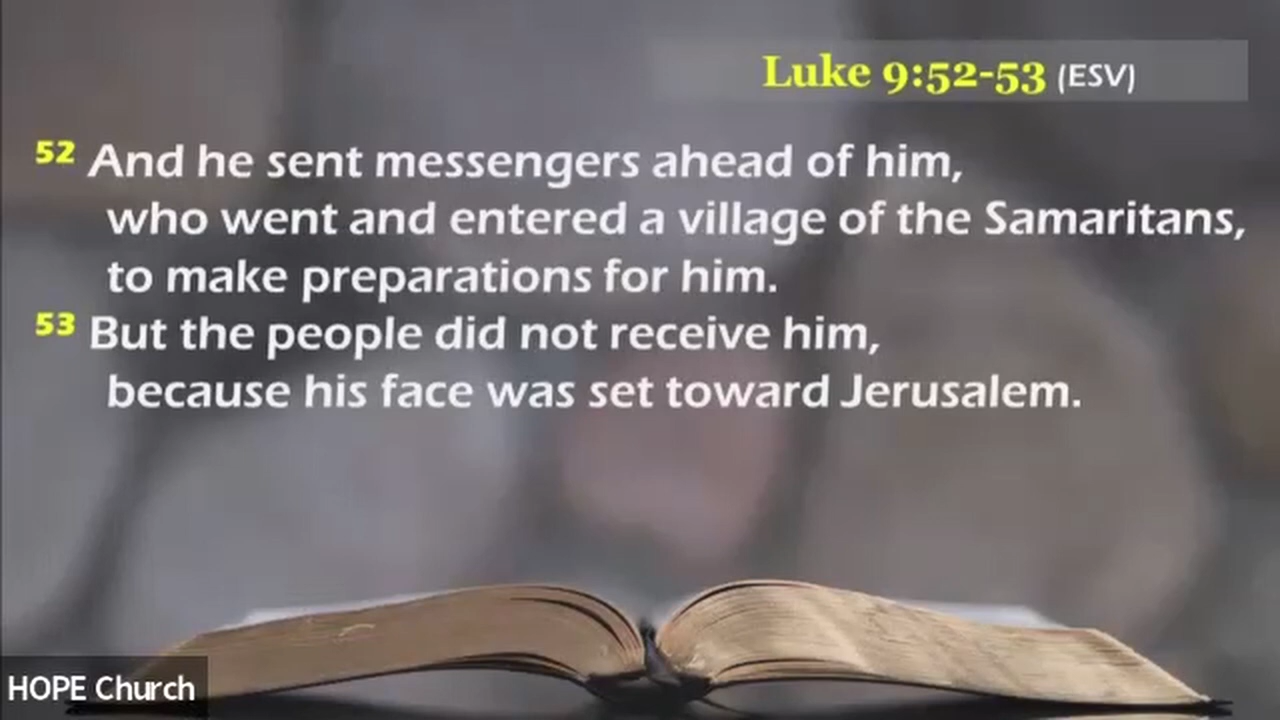 Luke 9:52-53 (ESV)
52 And he sent messengers ahead of him,
who went and entered a village of the Samaritans,
to make preparations for him.
53 But the people did not receive him,
because his face was set toward Jerusalem.
HOPE Church